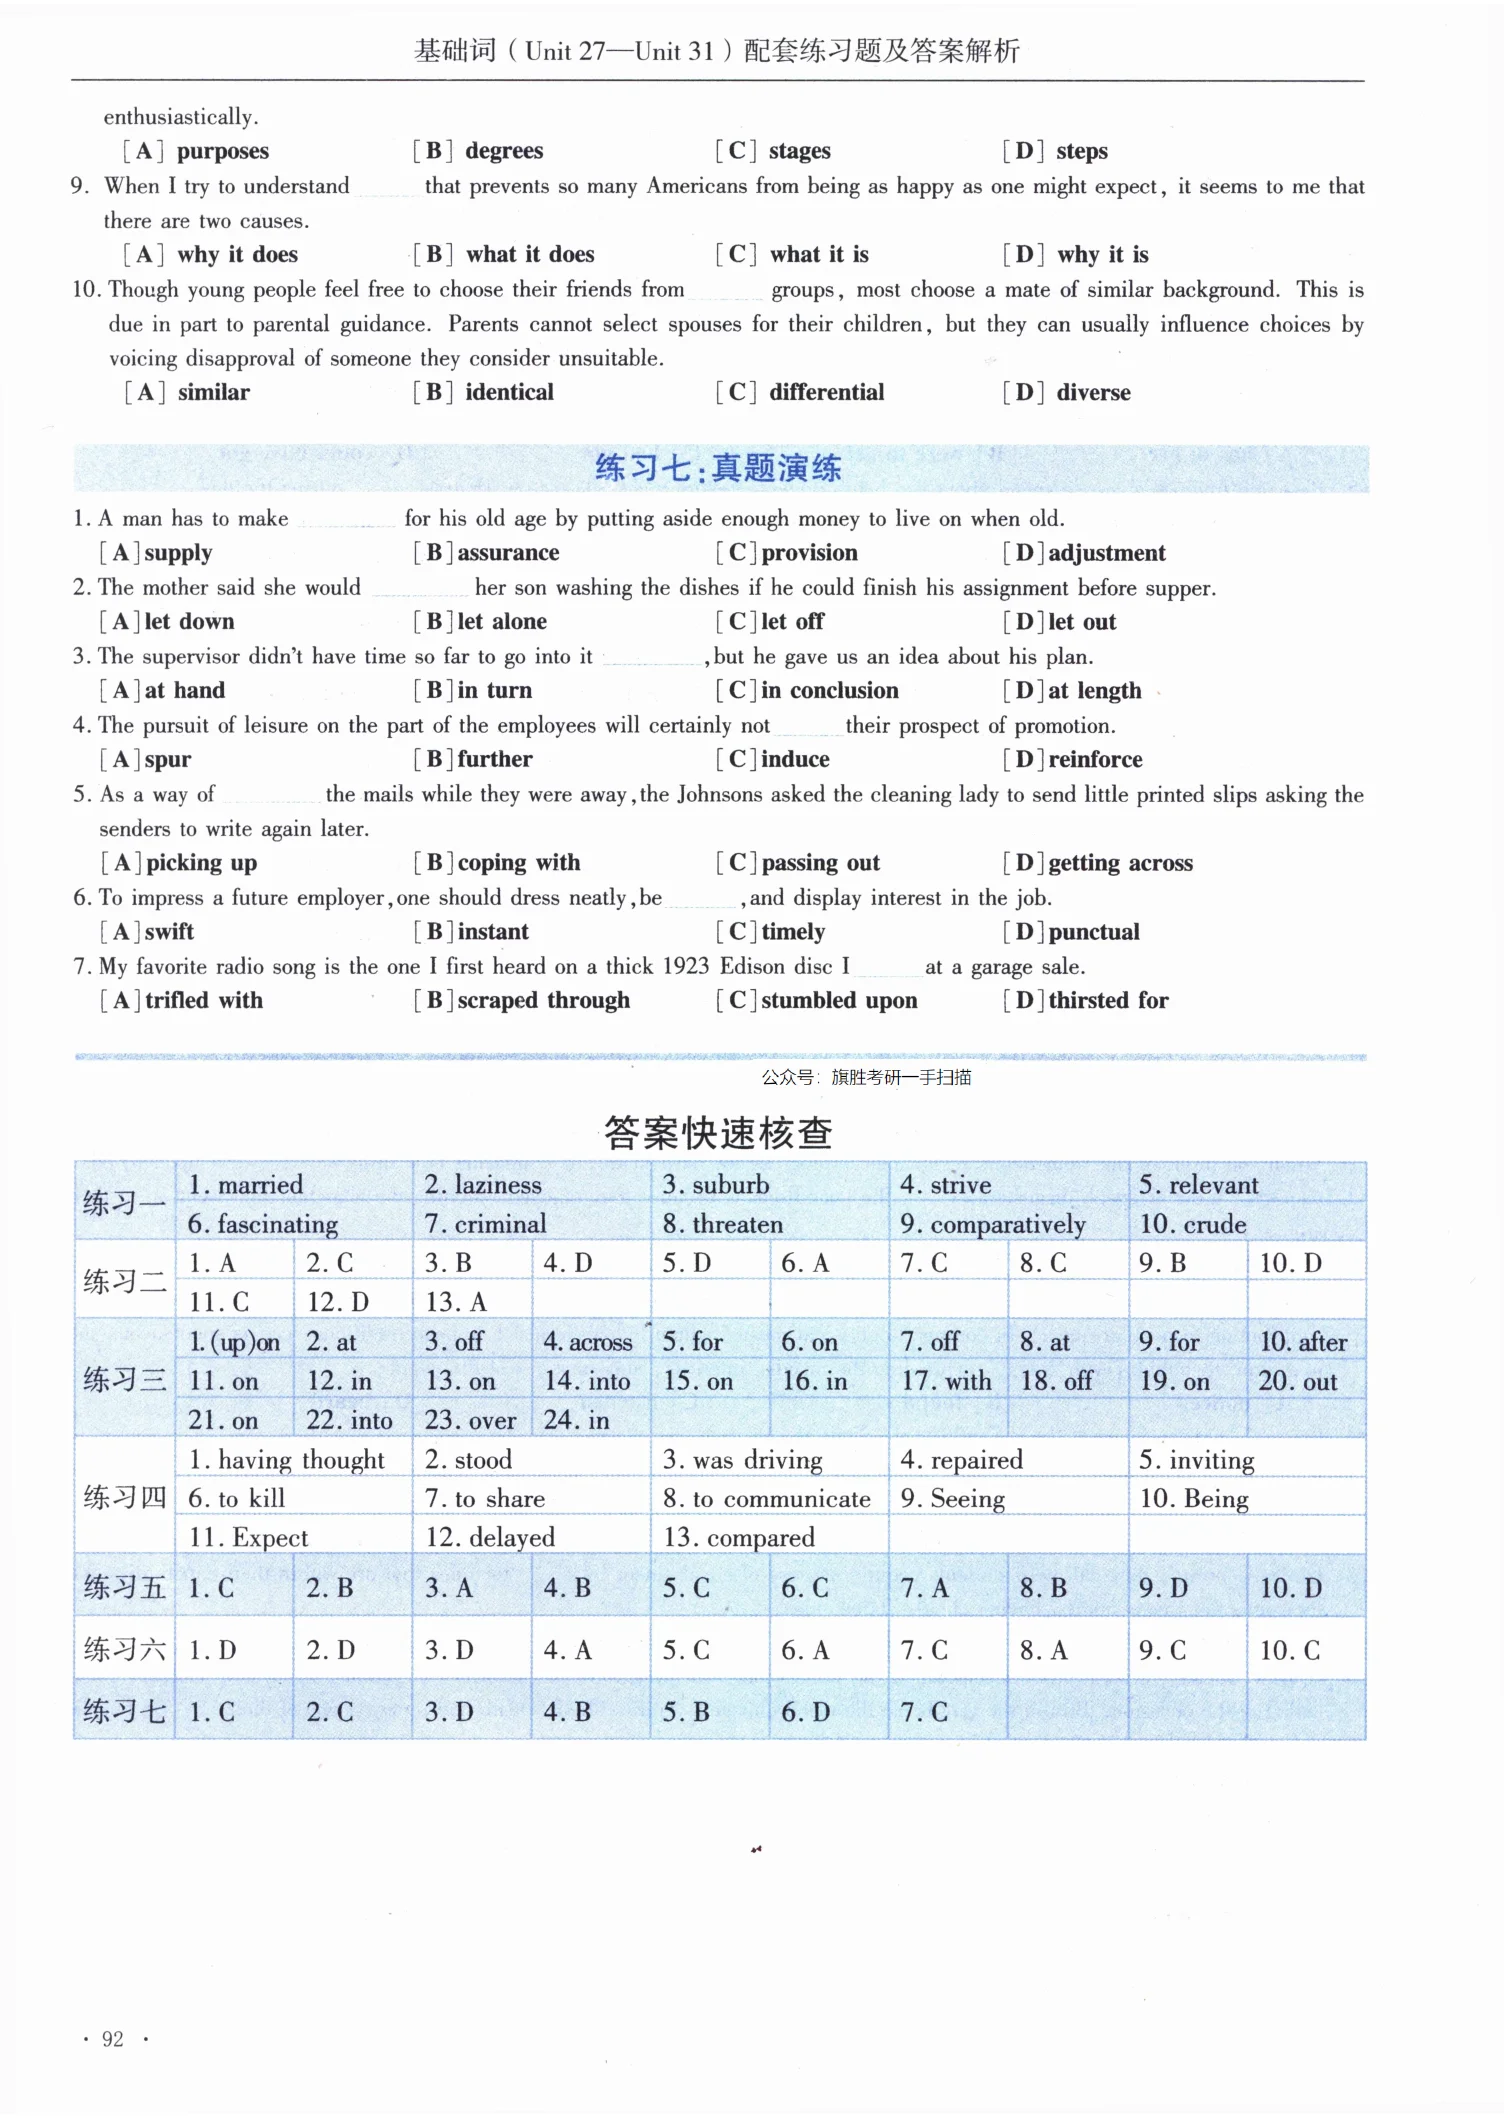 基础词（Unit 27—Unit 31）配套练习题及答案解析
enthusiastically.
[A] purposes [B] degrees [C] stages [D] steps
9. When I try to understand ____ that prevents so many Americans from being as happy as one might expect, it seems to me that
there are two causes.
[A] why it does [B] what it does [C] what it is [D] why it is
10. Though young people feel free to choose their friends from ____ groups, most choose a mate of similar background. This is
due in part to parental guidance. Parents cannot select spouses for their children, but they can usually influence choices by
voicing disapproval of someone they consider unsuitable.
[A] similar [B] identical [C] differential [D] diverse
练习七:真题演练
1. A man has to make ____ for his old age by putting aside enough money to live on when old.
[A]supply [B]assurance [C]provision [D]adjustment
2. The mother said she would ____ her son washing the dishes if he could finish his assignment before supper.
[A]let down [B]let alone [C]let off [D]let out
3. The supervisor didn't have time so far to go into it ____,but he gave us an idea about his plan.
[A]at hand [B]in turn [C]in conclusion [D]at length
4. The pursuit of leisure on the part of the employees will certainly not ____ their prospect of promotion.
[A]spur [B]further [C]induce [D]reinforce
5. As a way of ____ the mails while they were away,the Johnsons asked the cleaning lady to send little printed slips asking the
senders to write again later.
[A]picking up [B]coping with [C]passing out [D]getting across
6. To impress a future employer,one should dress neatly,be ____,and display interest in the job.
[A]swift [B]instant [C]timely [D]punctual
7. My favorite radio song is the one I first heard on a thick 1923 Edison disc I ____ at a garage sale.
[A]trifled with [B]scraped through [C]stumbled upon [D]thirsted for
公众号：旗胜考研一手扫描
答案快速核查
练习一 1. married 2. laziness 3. suburb 4. strive 5. relevant
6. fascinating 7. criminal 8. threaten 9. comparatively 10. crude
练习二 1. A 2. C 3. B 4. D 5. D 6. A 7. C 8. C 9. B 10. D
11. C 12. D 13. A
练习三 1. (up)on 2. at 3. off 4. across 5. for 6. on 7. off 8. at 9. for 10. after
11. on 12. in 13. on 14. into 15. on 16. in 17. with 18. off 19. on 20. out
21. on 22. into 23. over 24. in
练习四 1. having thought 2. stood 3. was driving 4. repaired 5. inviting
6. to kill 7. to share 8. to communicate 9. Seeing 10. Being
11. Expect 12. delayed 13. compared
练习五 1. C 2. B 3. A 4. B 5. C 6. C 7. A 8. B 9. D 10. D
练习六 1. D 2. D 3. D 4. A 5. C 6. A 7. C 8. A 9. C 10. C
练习七 1. C 2. C 3. D 4. B 5. B 6. D 7. C
· 92 ·